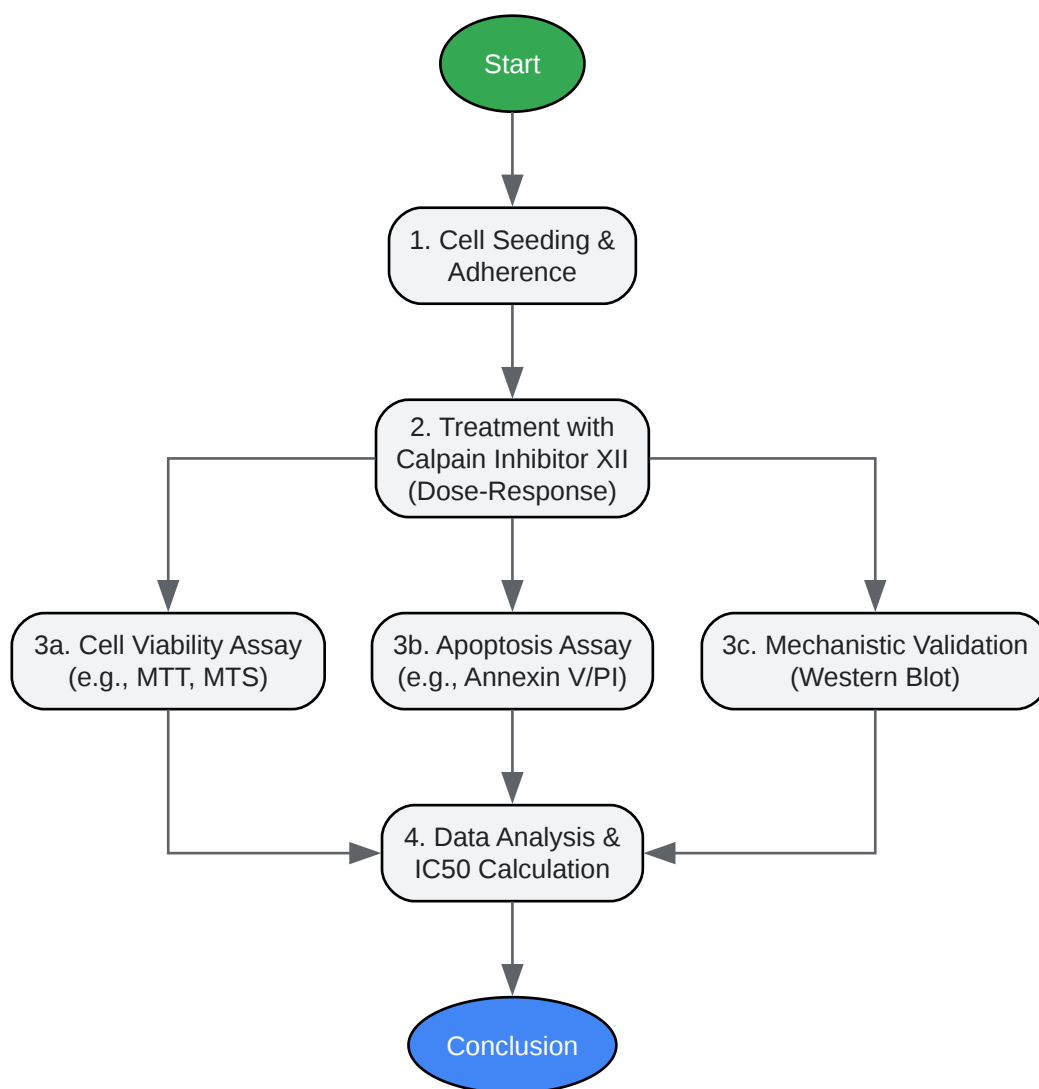 Start
1. Cell Seeding &
Adherence
2. Treatment with
Calpain Inhibitor XII
(Dose-Response)
3a. Cell Viability Assay
(e.g., MTT, MTS)
3b. Apoptosis Assay
(e.g., Annexin V/PI)
3c. Mechanistic Validation
(Western Blot)
4. Data Analysis &
IC50 Calculation
Conclusion